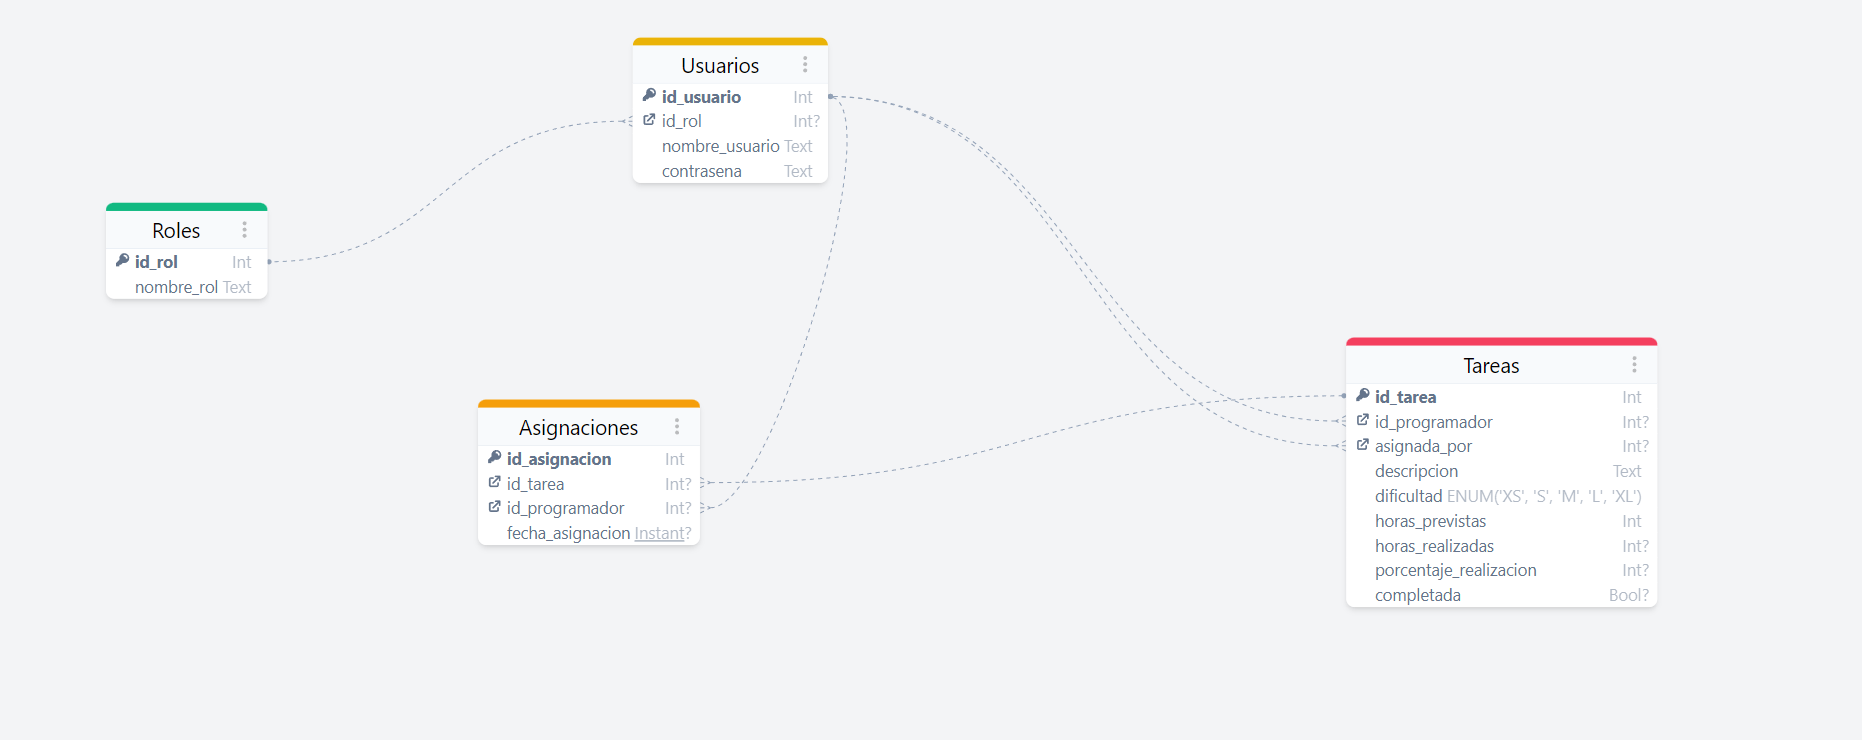 Usuarios
id_usuario Int
id_rol Int?
nombre_usuario Text
contrasena Text
Roles
id_rol Int
nombre_rol Text
Asignaciones
id_asignacion Int
id_tarea Int?
id_programador Int?
fecha_asignacion Instant?
Tareas
id_tarea Int
id_programador Int?
asignada_por Int?
descripcion Text
dificultad ENUM('XS', 'S', 'M', 'L', 'XL')
horas_previstas Int
horas_realizadas Int?
porcentaje_realizacion Int?
completada Bool?